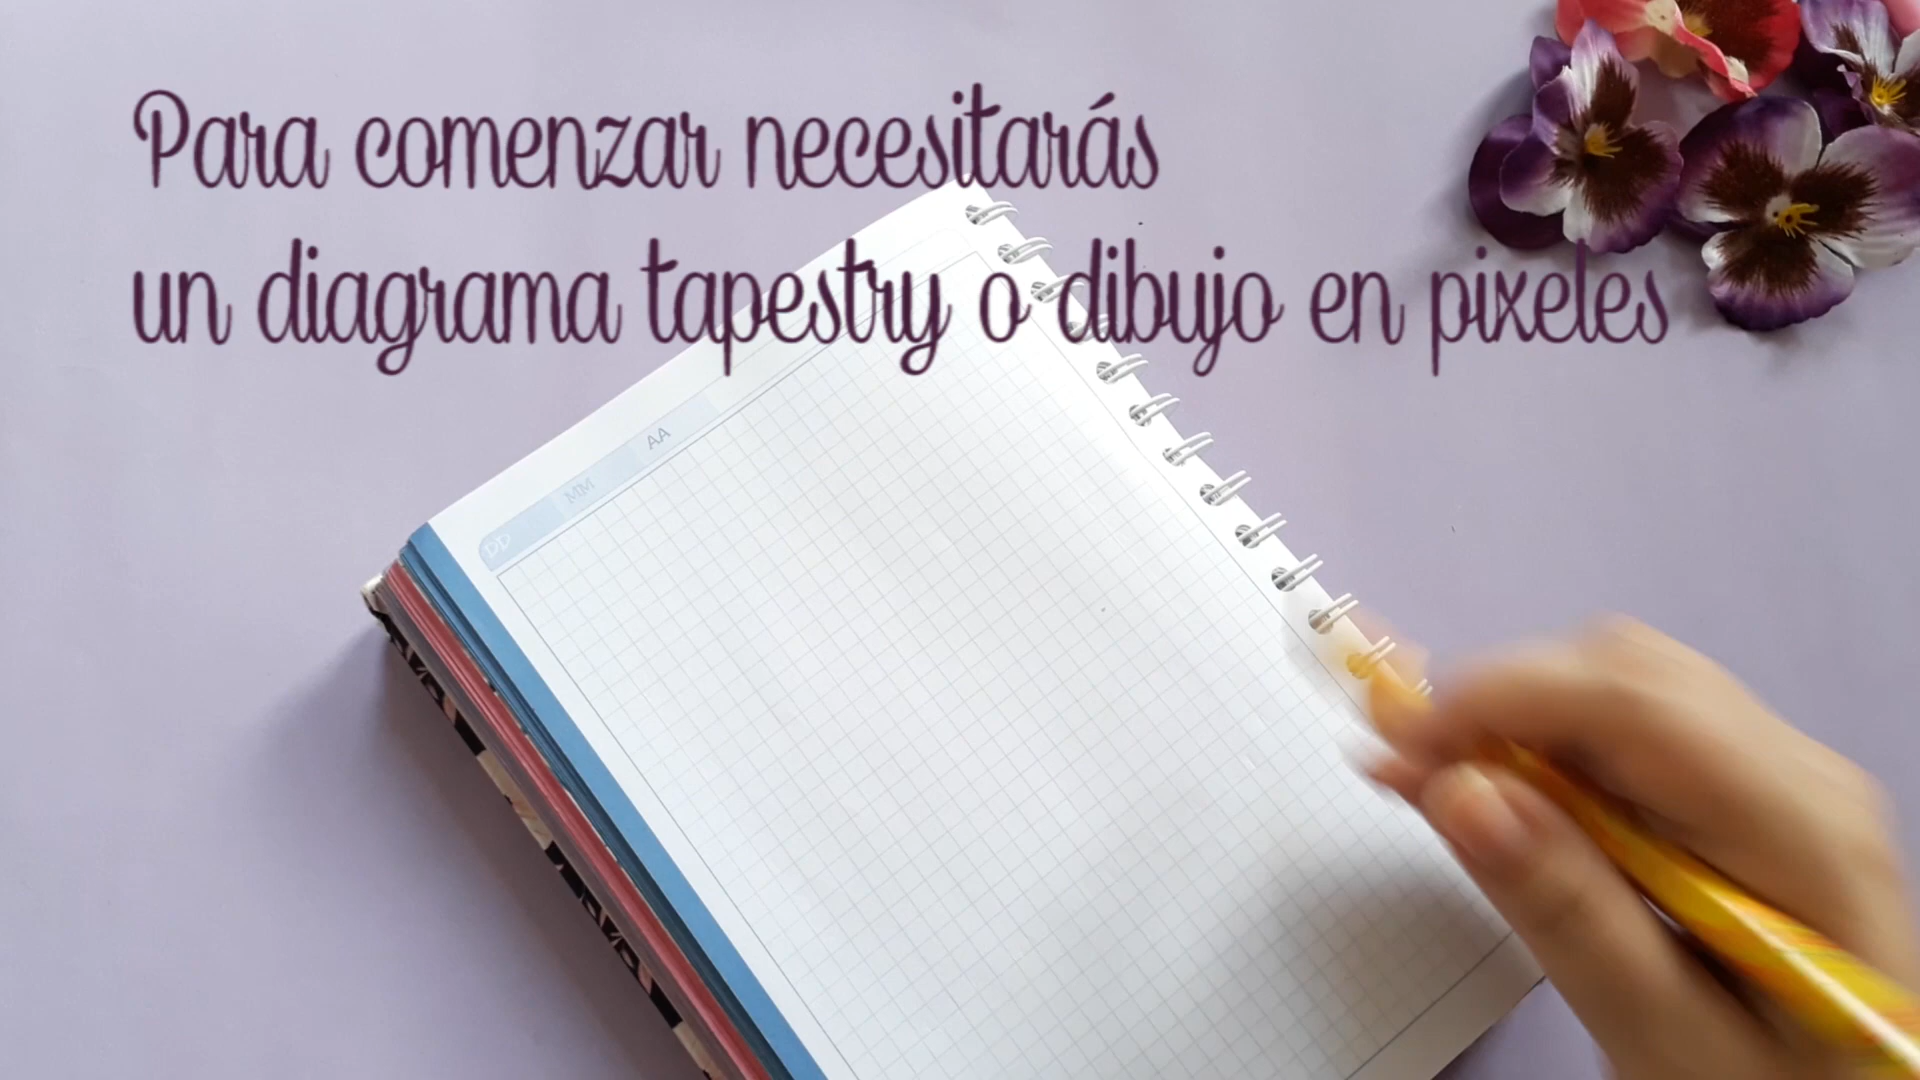 Para comenzar necesitarás
un diagrama tapestry o dibujo en pixeles
DD MM AA